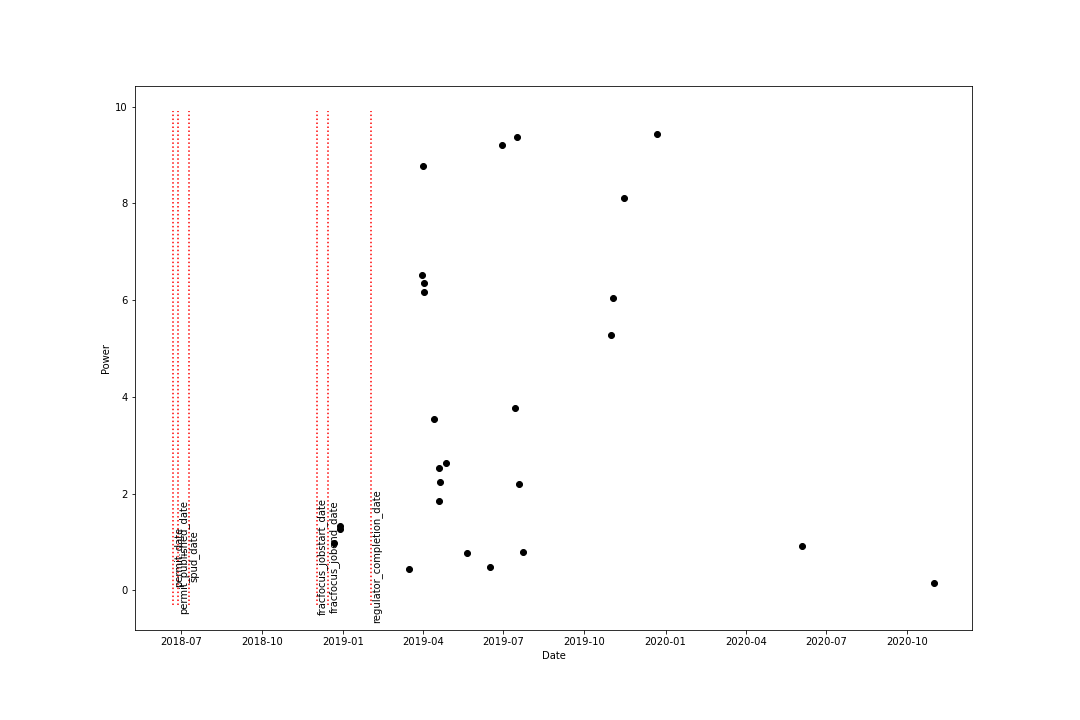 10
8
6
4
2
0
Power
permit_date
permit_published_date
spud_date
fracfocus_jobstart_date
fracfocus_jobend_date
regulator_completion_date
2018-07
2018-10
2019-01
2019-04
2019-07
2019-10
2020-01
2020-04
2020-07
2020-10
Date